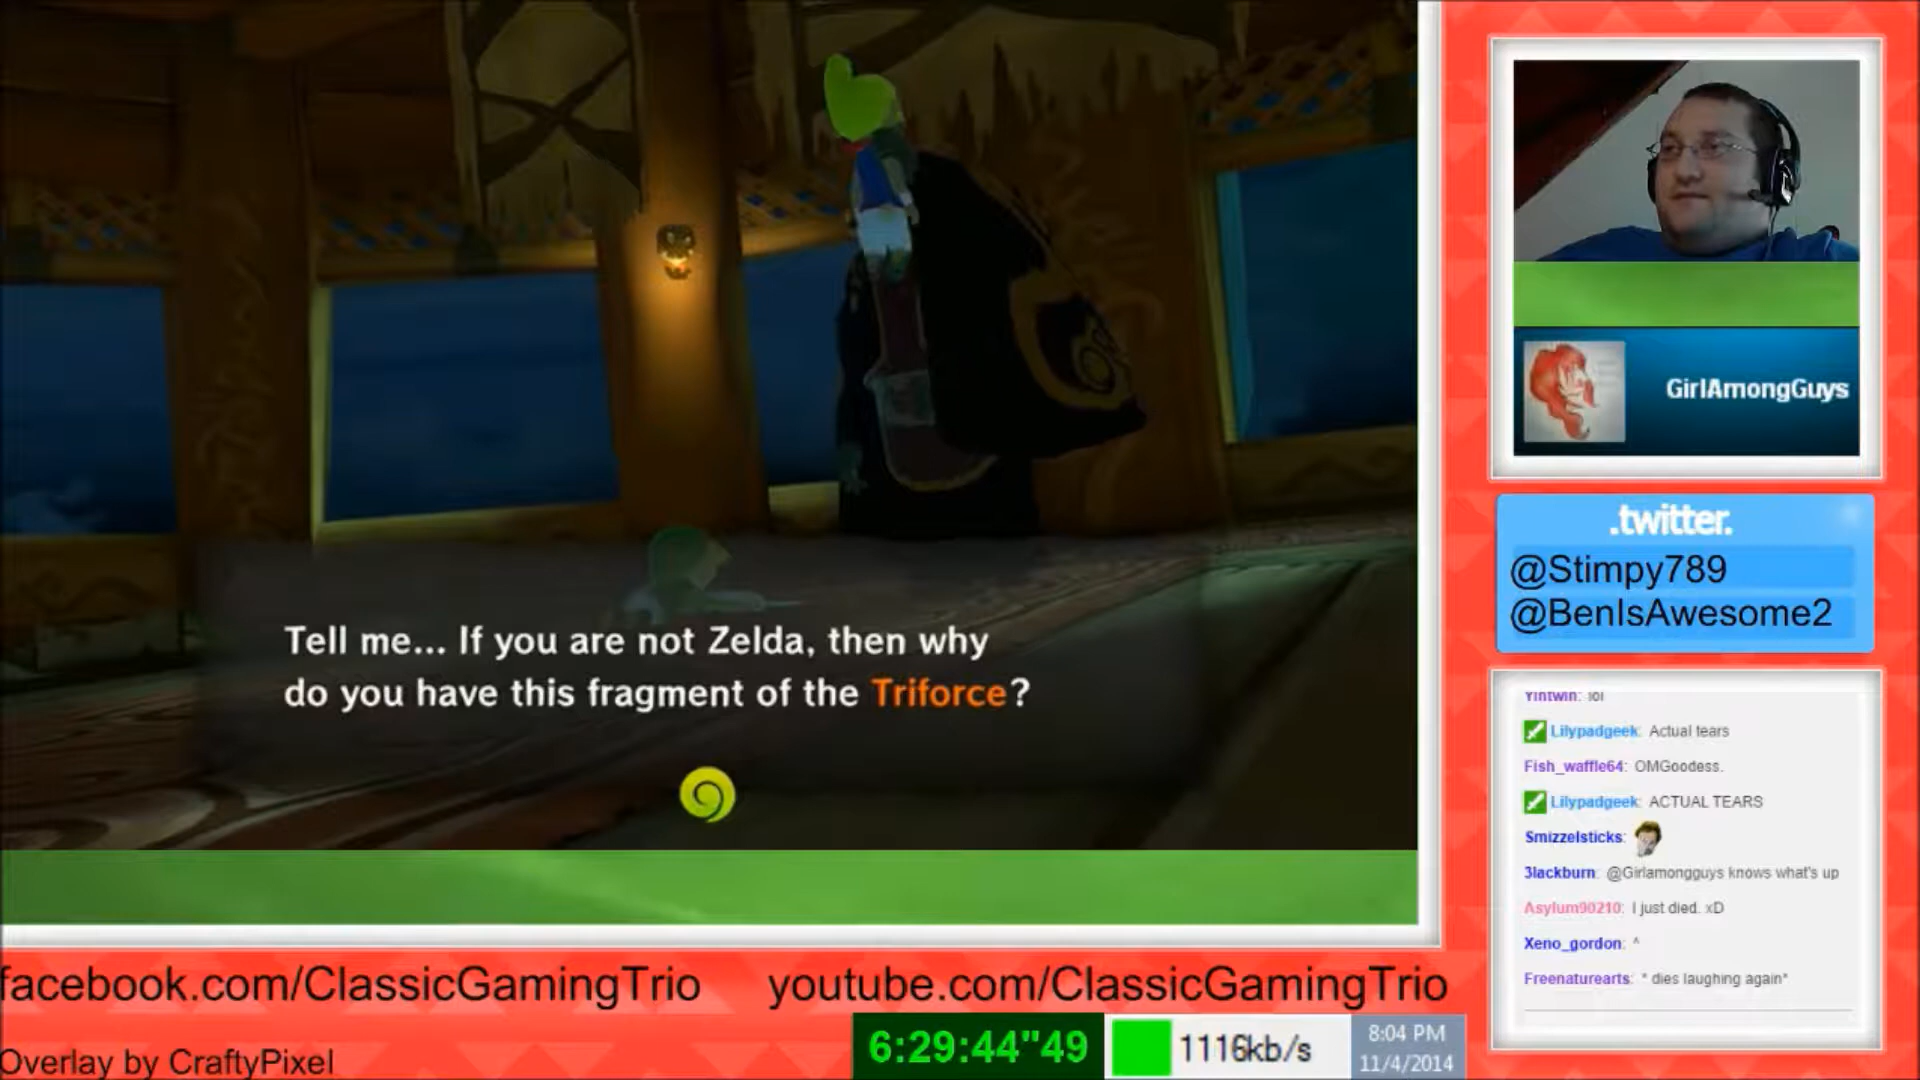 Tell me... If you are not Zelda, then why
do you have this fragment of the Triforce?
GirlAmongGuys
.twitter.
@Stimpy789
@BenIsAwesome2
Yintwin: lol
Lilypadgeek: Actual tears
Fish_waffle64: OMGoodess.
Lilypadgeek: ACTUAL TEARS
Smizzelsticks:
3lackburn: @Girlamongguys knows what's up
Asylum90210: I just died. xD
Xeno_gordon: ^
Freenaturearts: * dies laughing again*
facebook.com/ClassicGamingTrio youtube.com/ClassicGamingTrio
6:29:44"49
1116kb/s
8:04 PM
11/4/2014
Overlay by CraftyPixel